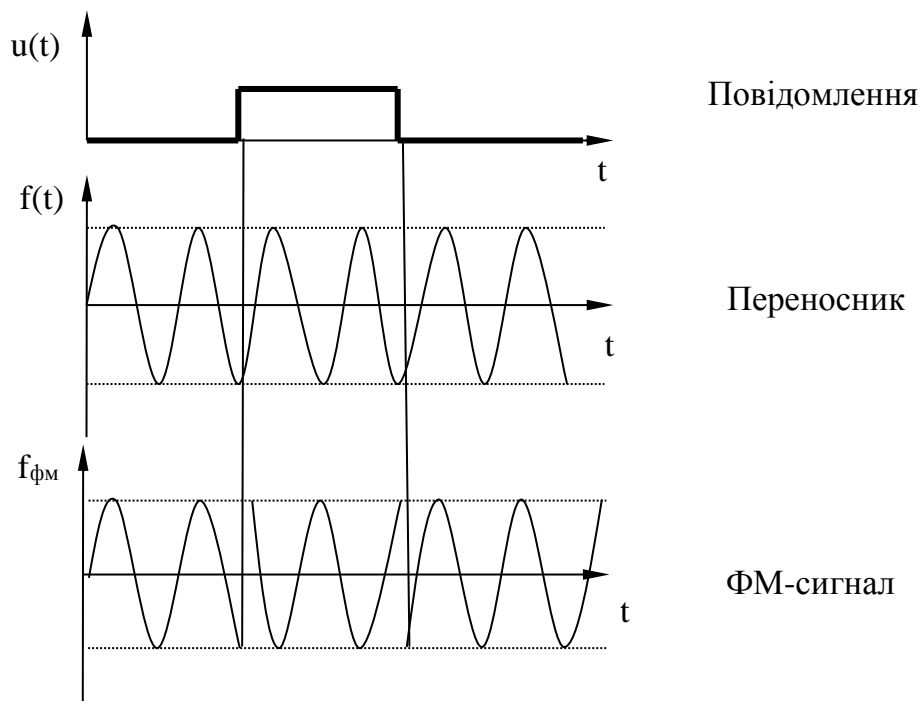 u(t)
Повідомлення
t
f(t)
Переносник
t
fфм
ФМ-сигнал
t